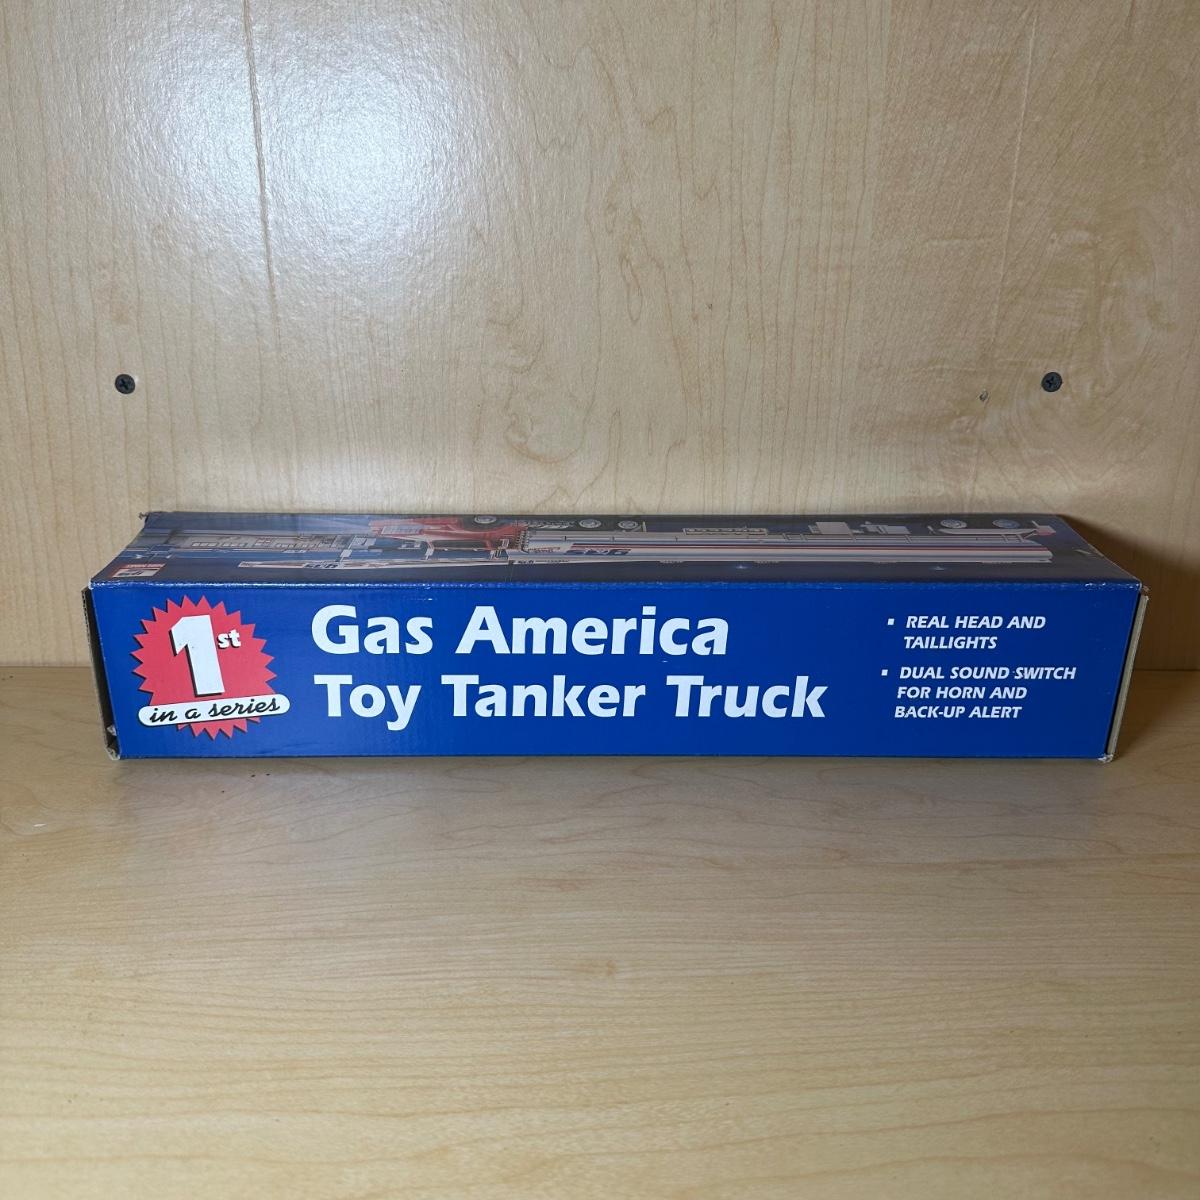 1st
in a series
Gas America
Toy Tanker Truck
▪ REAL HEAD AND
TAILLIGHTS
▪ DUAL SOUND SWITCH
FOR HORN AND
BACK-UP ALERT